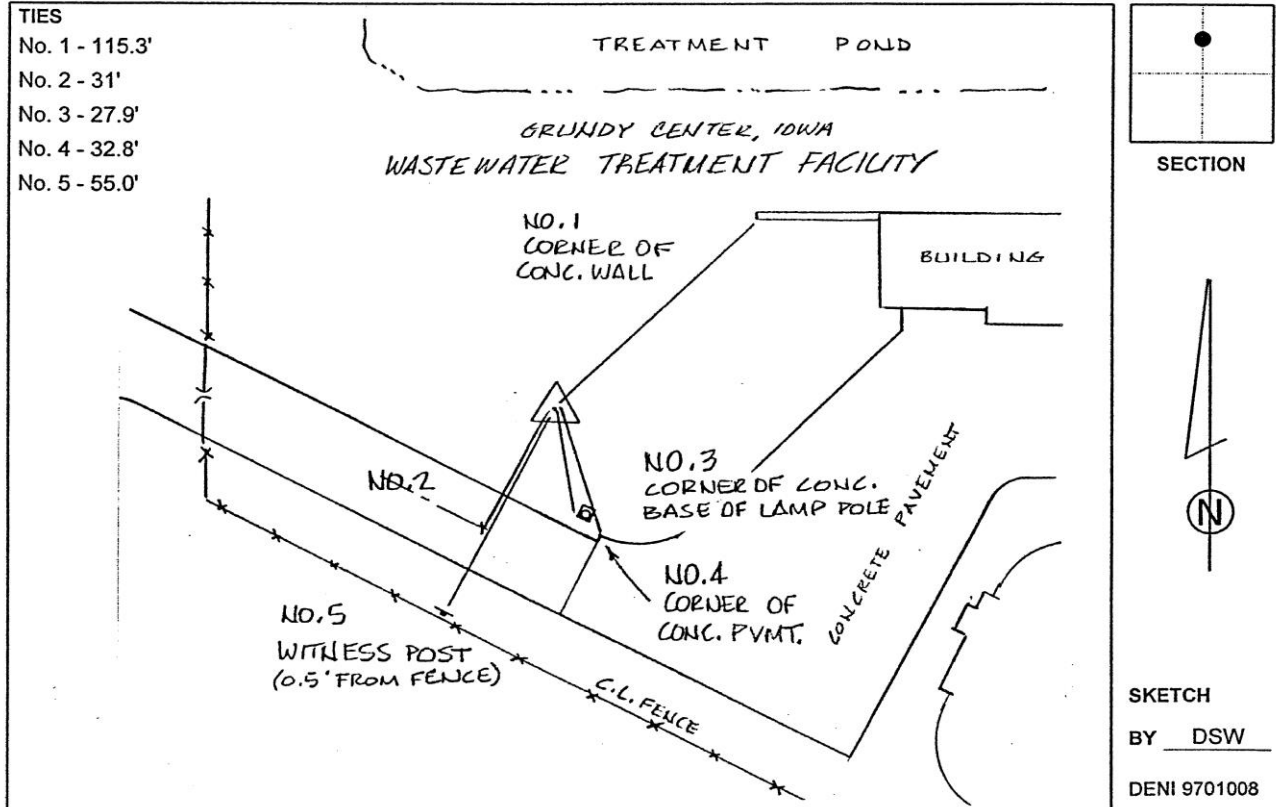 TIES
No. 1 - 115.3'
No. 2 - 31'
No. 3 - 27.9'
No. 4 - 32.8'
No. 5 - 55.0'
TREATMENT POND
GRUNDY CENTER, IOWA
WASTEWATER TREATMENT FACILITY
NO. 1
CORNER OF
CONC. WALL
BUILDING
NO. 2
NO. 3
CORNER OF CONC.
BASE OF LAMP POLE
NO. 4
CORNER OF
CONC. PVMT.
CONCRETE PAVEMENT
NO. 5
WITNESS POST
(0.5' FROM FENCE)
C.L. FENCE
SECTION
N
SKETCH
BY DSW
DENI 9701008